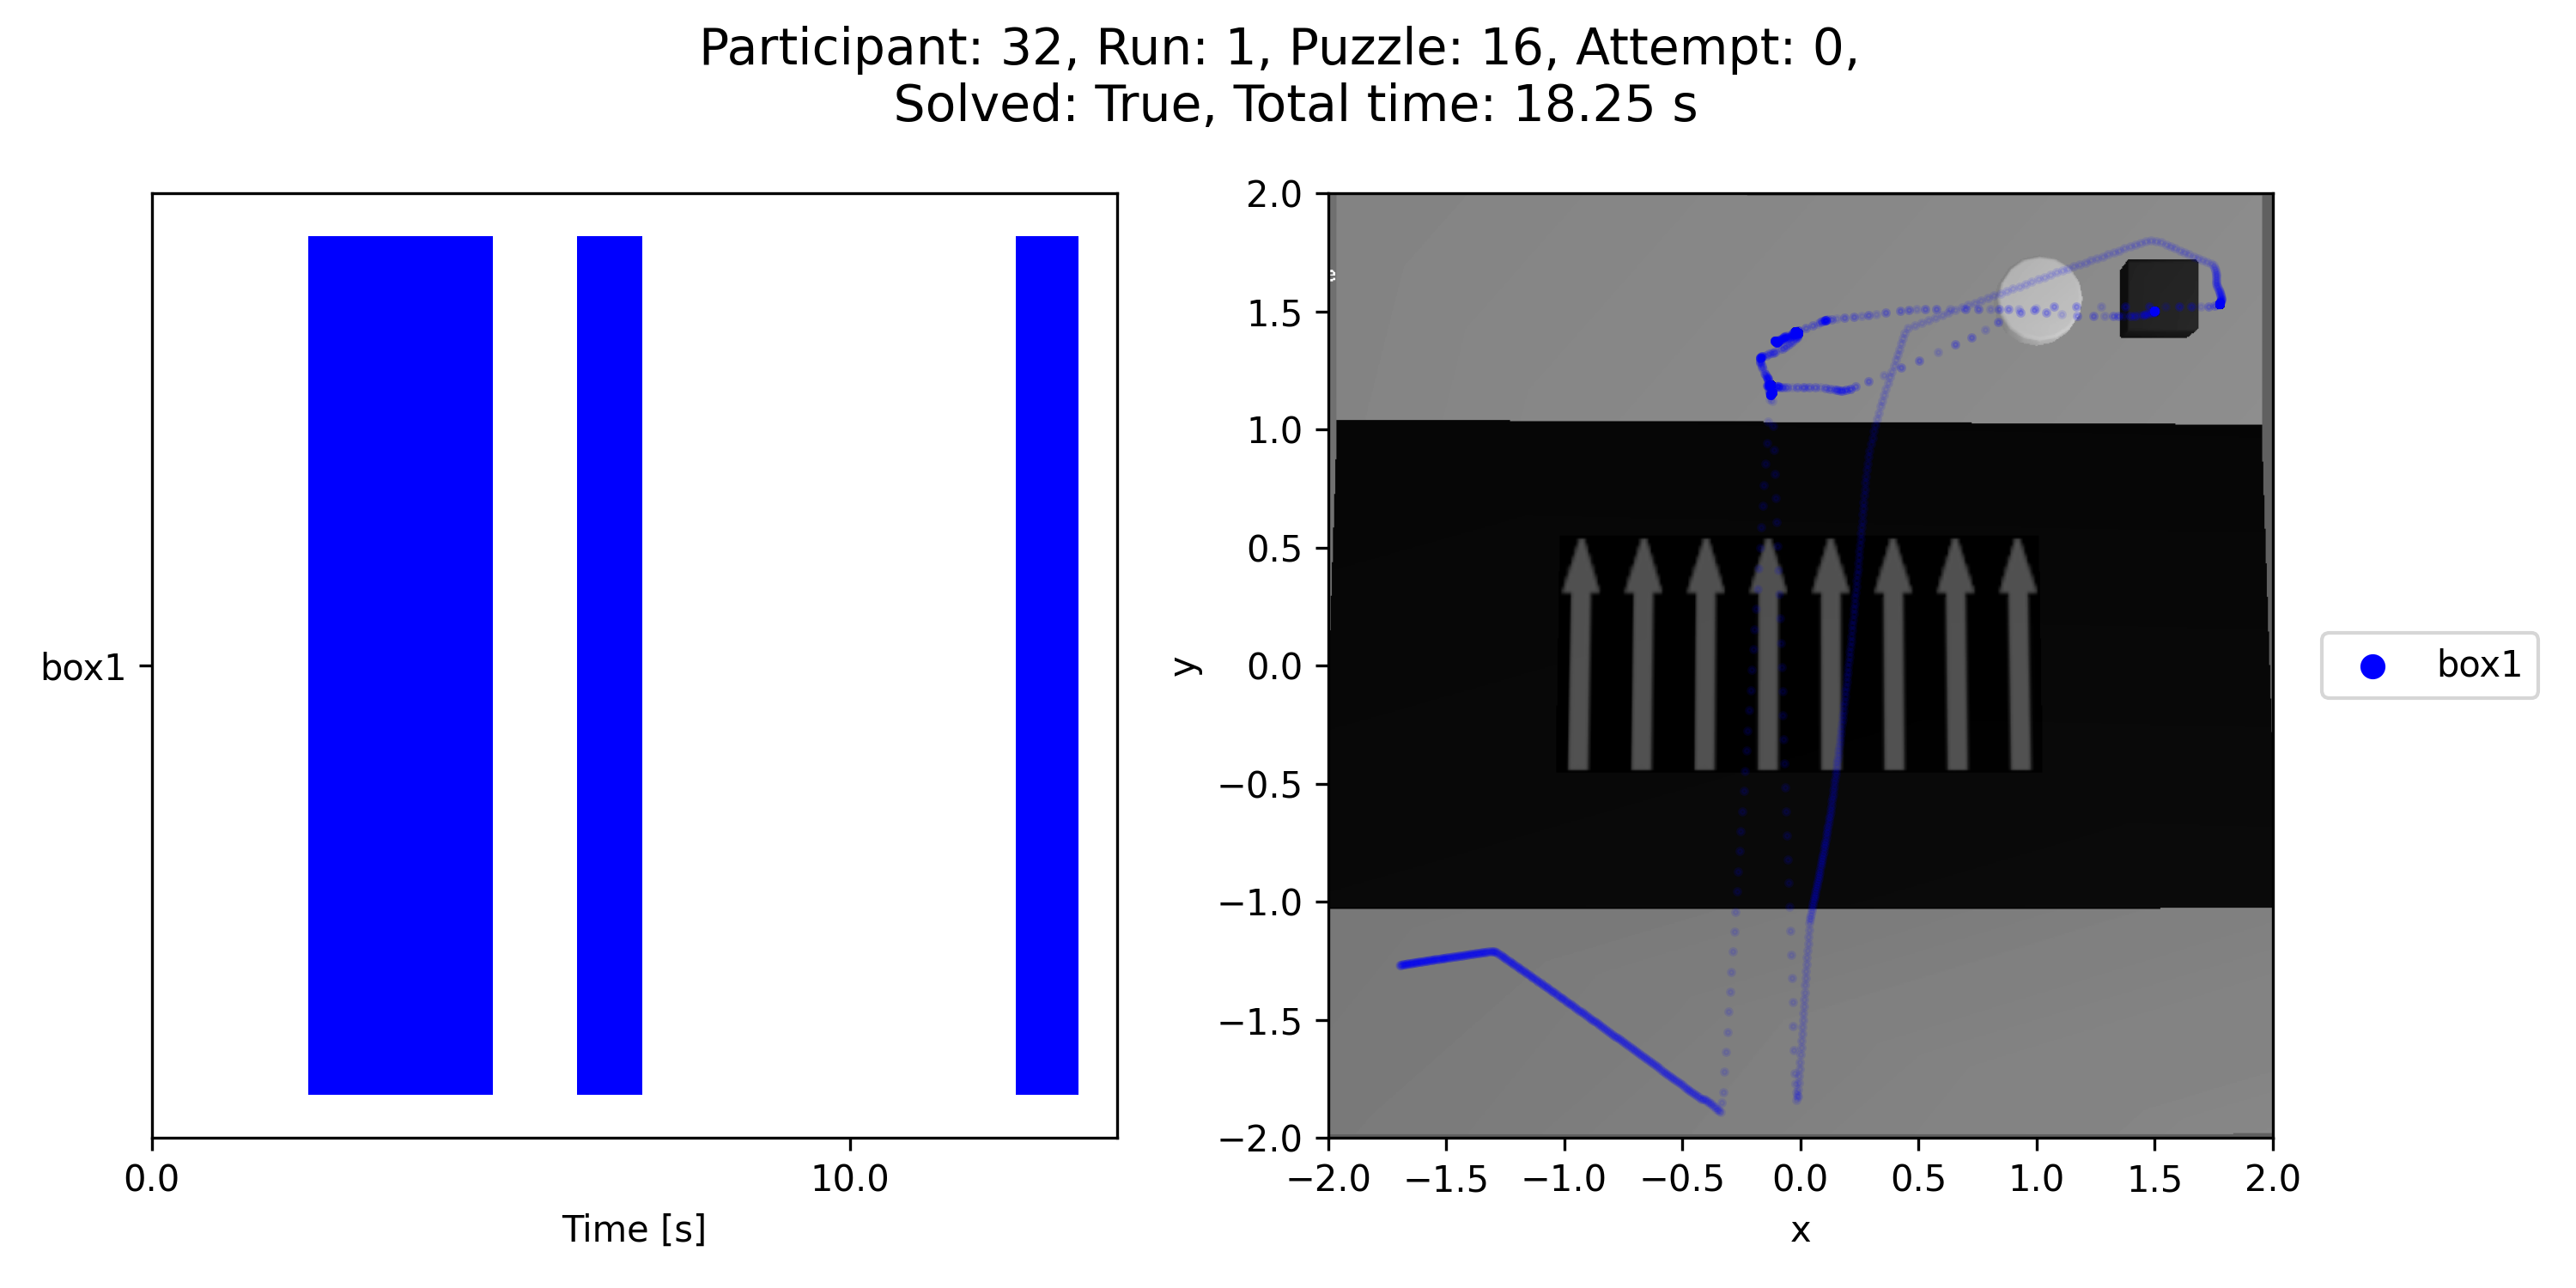 Participant: 32, Run: 1, Puzzle: 16, Attempt: 0,
Solved: True, Total time: 18.25 s
box1
0.0
10.0
Time [s]
2.0
1.5
1.0
0.5
0.0
−0.5
−1.0
−1.5
−2.0
y
e
−2.0 −1.5 −1.0 −0.5 0.0 0.5 1.0 1.5 2.0
x
box1